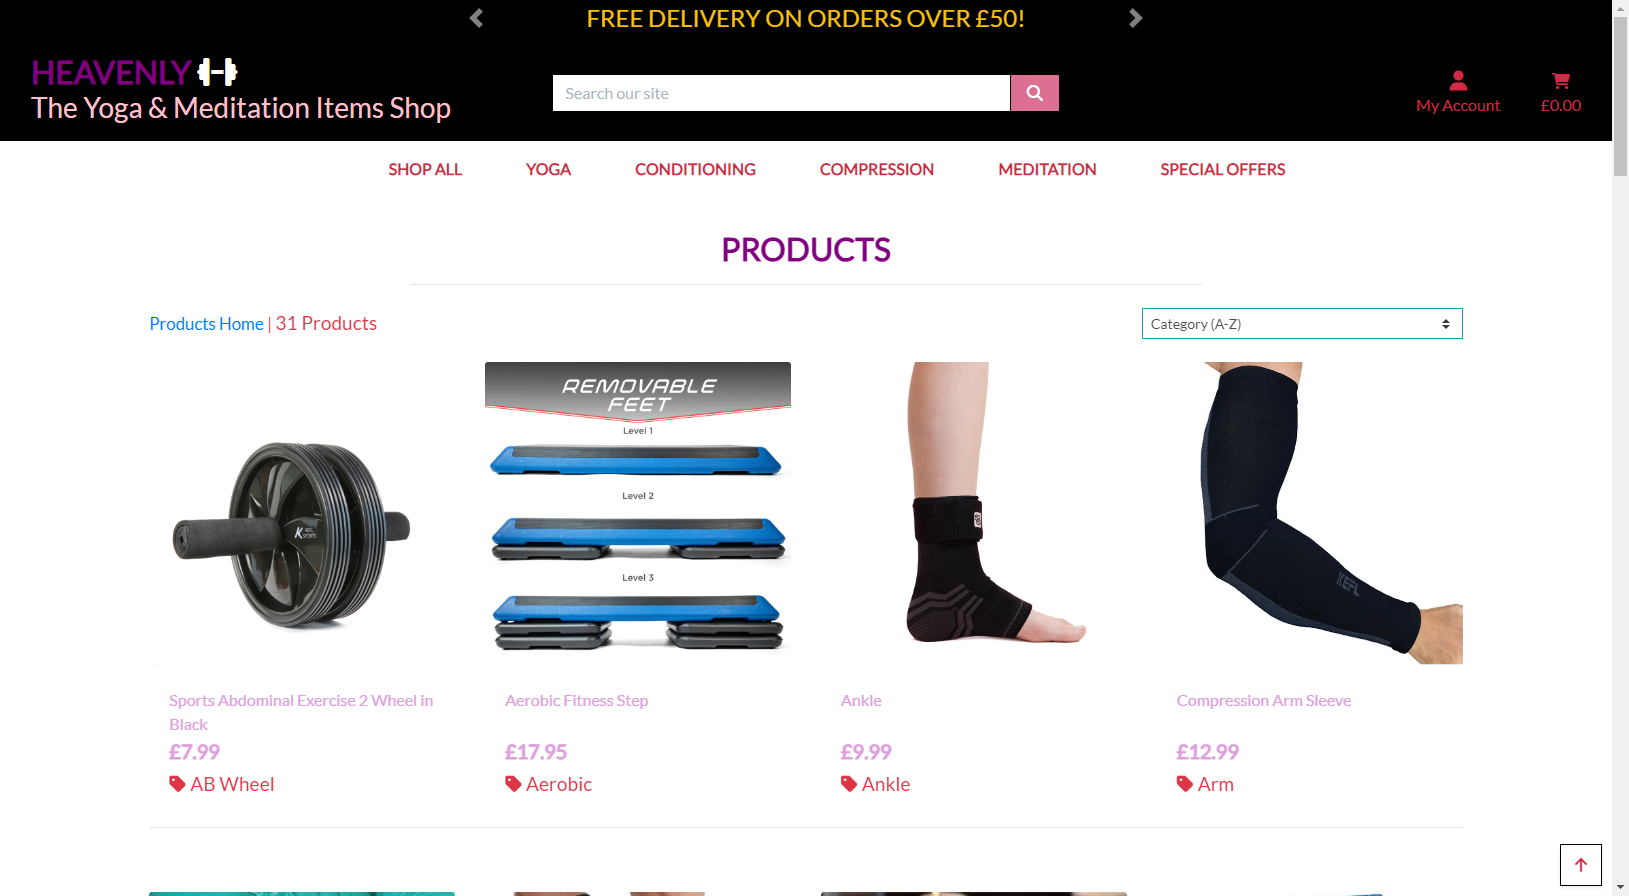 FREE DELIVERY ON ORDERS OVER £50!
HEAVENLY
The Yoga & Meditation Items Shop
Search our site
My Account
£0.00
SHOP ALL
YOGA
CONDITIONING
COMPRESSION
MEDITATION
SPECIAL OFFERS
PRODUCTS
Products Home | 31 Products
Category (A-Z)
K KEFL
SPORTS
REMOVABLE
FEET
Level 1
Level 2
Level 3
KEFL
Sports Abdominal Exercise 2 Wheel in
Black
£7.99
AB Wheel
Aerobic Fitness Step
£17.95
Aerobic
Ankle
£9.99
Ankle
Compression Arm Sleeve
£12.99
Arm